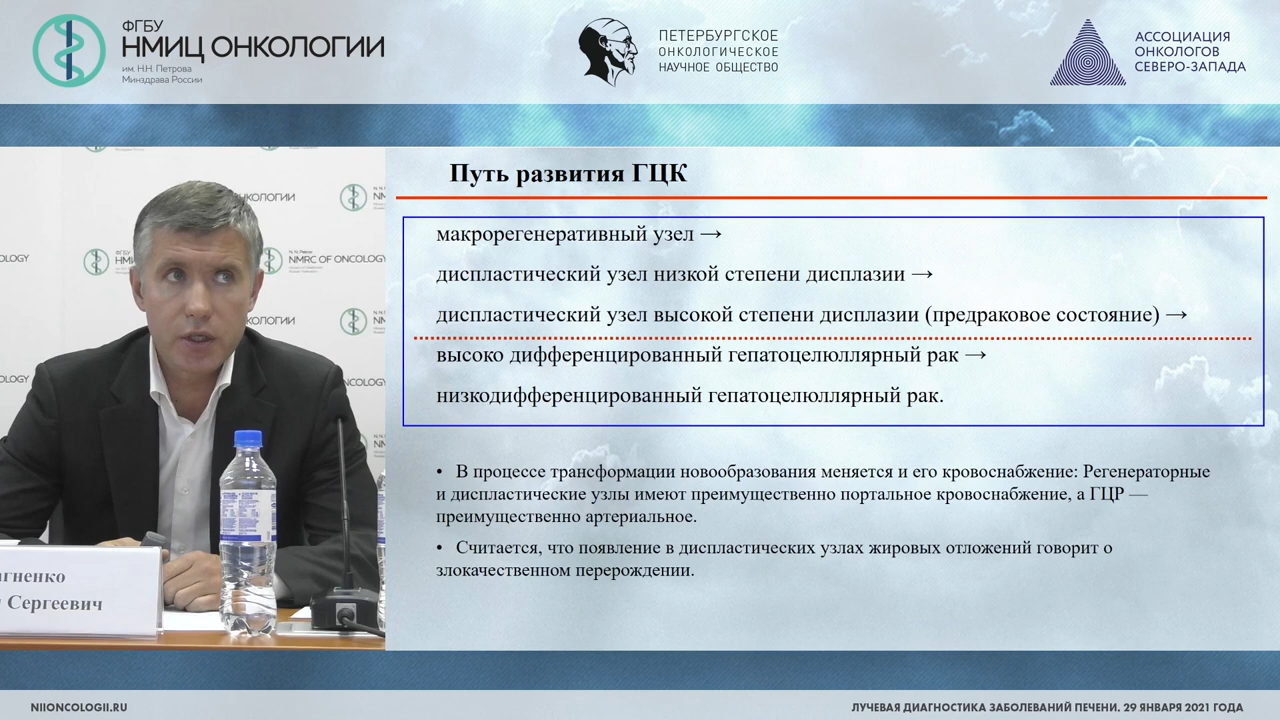 ФГБУ
НМИЦ ОНКОЛОГИИ
им. Н.Н. Петрова
Минздрава России
ПЕТЕРБУРГСКОЕ
ОНКОЛОГИЧЕСКОЕ
НАУЧНОЕ ОБЩЕСТВО
АССОЦИАЦИЯ
ОНКОЛОГОВ
СЕВЕРО-ЗАПАДА
Путь развития ГЦК
макрорегенеративный узел →
диспластический узел низкой степени дисплазии →
диспластический узел высокой степени дисплазии (предраковое состояние) →
высоко дифференцированный гепатоцелюллярный рак →
низкодифференцированный гепатоцелюллярный рак.
• В процессе трансформации новообразования меняется и его кровоснабжение: Регенераторные
и диспластические узлы имеют преимущественно портальное кровоснабжение, а ГЦР —
преимущественно артериальное.
• Считается, что появление в диспластических узлах жировых отложений говорит о
злокачественном перерождении.
NMRC OF ONCOLOGY
Сергеевич
NIIONCOLOGII.RU
ЛУЧЕВАЯ ДИАГНОСТИКА ЗАБОЛЕВАНИЙ ПЕЧЕНИ. 29 ЯНВАРЯ 2021 ГОДА